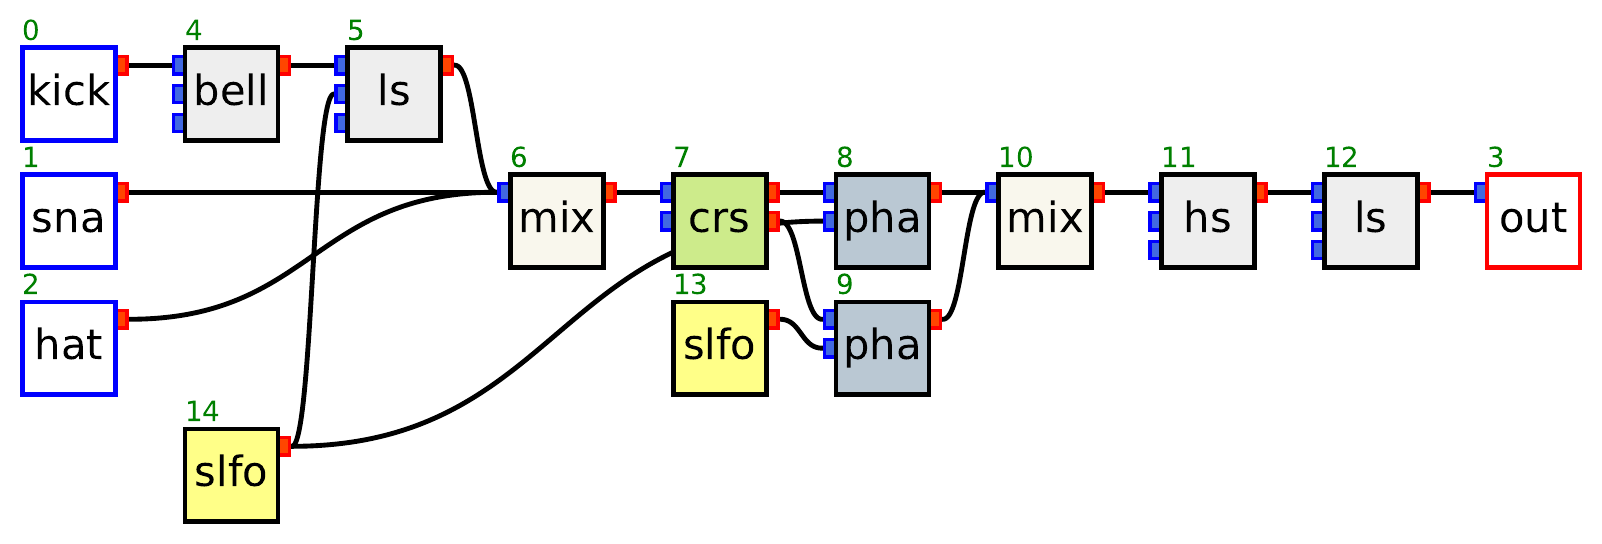 0 4 5
kick bell ls
1 6 7 8 10 11 12 3
sna mix crs pha mix hs ls out
2 13 9
hat slfo pha
14
slfo